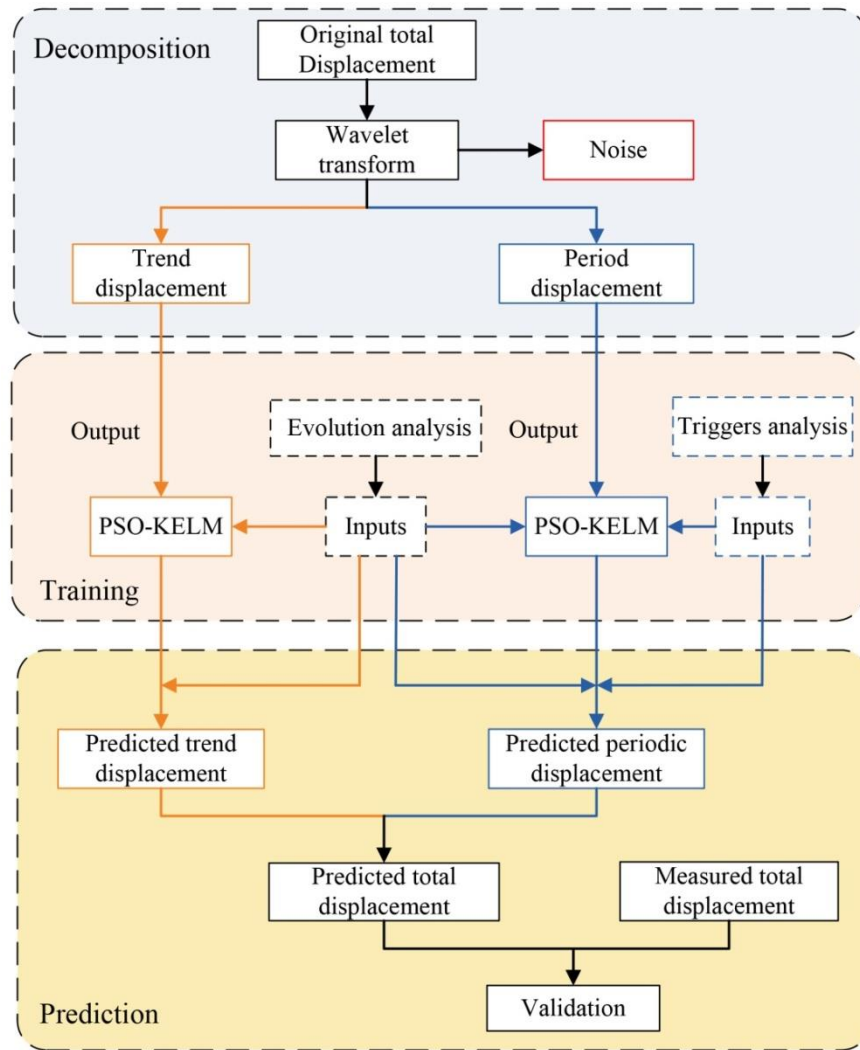 Decomposition
Original total
Displacement
Wavelet
transform
Noise
Trend
displacement
Period
displacement
Output
Evolution analysis
Output
Triggers analysis
PSO-KELM
Inputs
PSO-KELM
Inputs
Training
Predicted trend
displacement
Predicted periodic
displacement
Predicted total
displacement
Measured total
displacement
Validation
Prediction